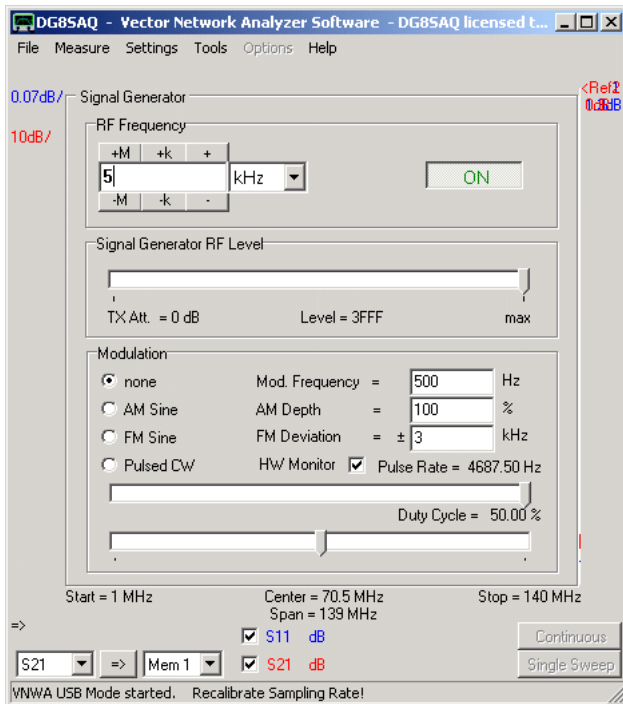 DG8SAQ - Vector Network Analyzer Software - DG8SAQ licensed t...
File Measure Settings Tools Options Help
0.07dB/
<Ref2
10dB/
Signal Generator
RF Frequency
+M +k +
5 kHz ON
-M -k -
Signal Generator RF Level
TX Att. = 0 dB Level = 3FFF max
Modulation
none Mod. Frequency = 500 Hz
AM Sine AM Depth = 100 %
FM Sine FM Deviation = ± 3 kHz
Pulsed CW HW Monitor Pulse Rate = 4687.50 Hz
Duty Cycle = 50.00 %
Start = 1 MHz Center = 70.5 MHz Stop = 140 MHz
Span = 139 MHz
=>
S11 dB Continuous
S21 => Mem 1 S21 dB Single Sweep
VNWA USB Mode started. Recalibrate Sampling Rate!